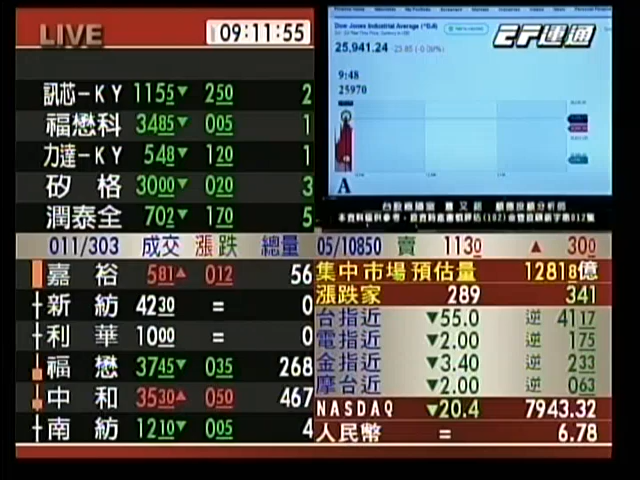 LIVE
09:11:55
訊芯-KY 1155▼ 250 2
福懋科 3485▼ 005 1
力達-KY 548▼ 120 1
矽格 3000▼ 020 3
潤泰全 702▼ 170 5
Dow Jones Industrial Average (^DJI)
25,941.24 -23.85 (-0.09%)
9:48
25970
A
011/303 成交 漲跌 總量
05/10850 賣 1130 ▲ 300
嘉裕 581▲ 012 56
新紡 4230 = 0
利華 1000 = 0
福懋 3745▼ 035 268
中和 3530▲ 050 467
南紡 1210▼ 005 4
集中市場預估量 12818億
漲跌家 289 341
台指近 ▼55.0 逆 4117
電指近 ▼2.00 逆 175
金指近 ▼3.40 逆 233
摩台近 ▼2.00 逆 063
NASDAQ ▼20.4 7943.32
人民幣 = 6.78